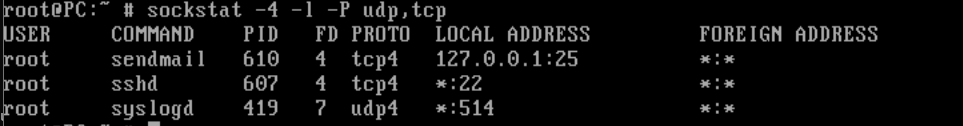 root@PC:~ # sockstat -4 -l -P udp,tcp
USER COMMAND PID FD PROTO LOCAL ADDRESS FOREIGN ADDRESS
root sendmail 610 4 tcp4 127.0.0.1:25 *:*
root sshd 607 4 tcp4 *:22 *:*
root syslogd 419 7 udp4 *:514 *:*